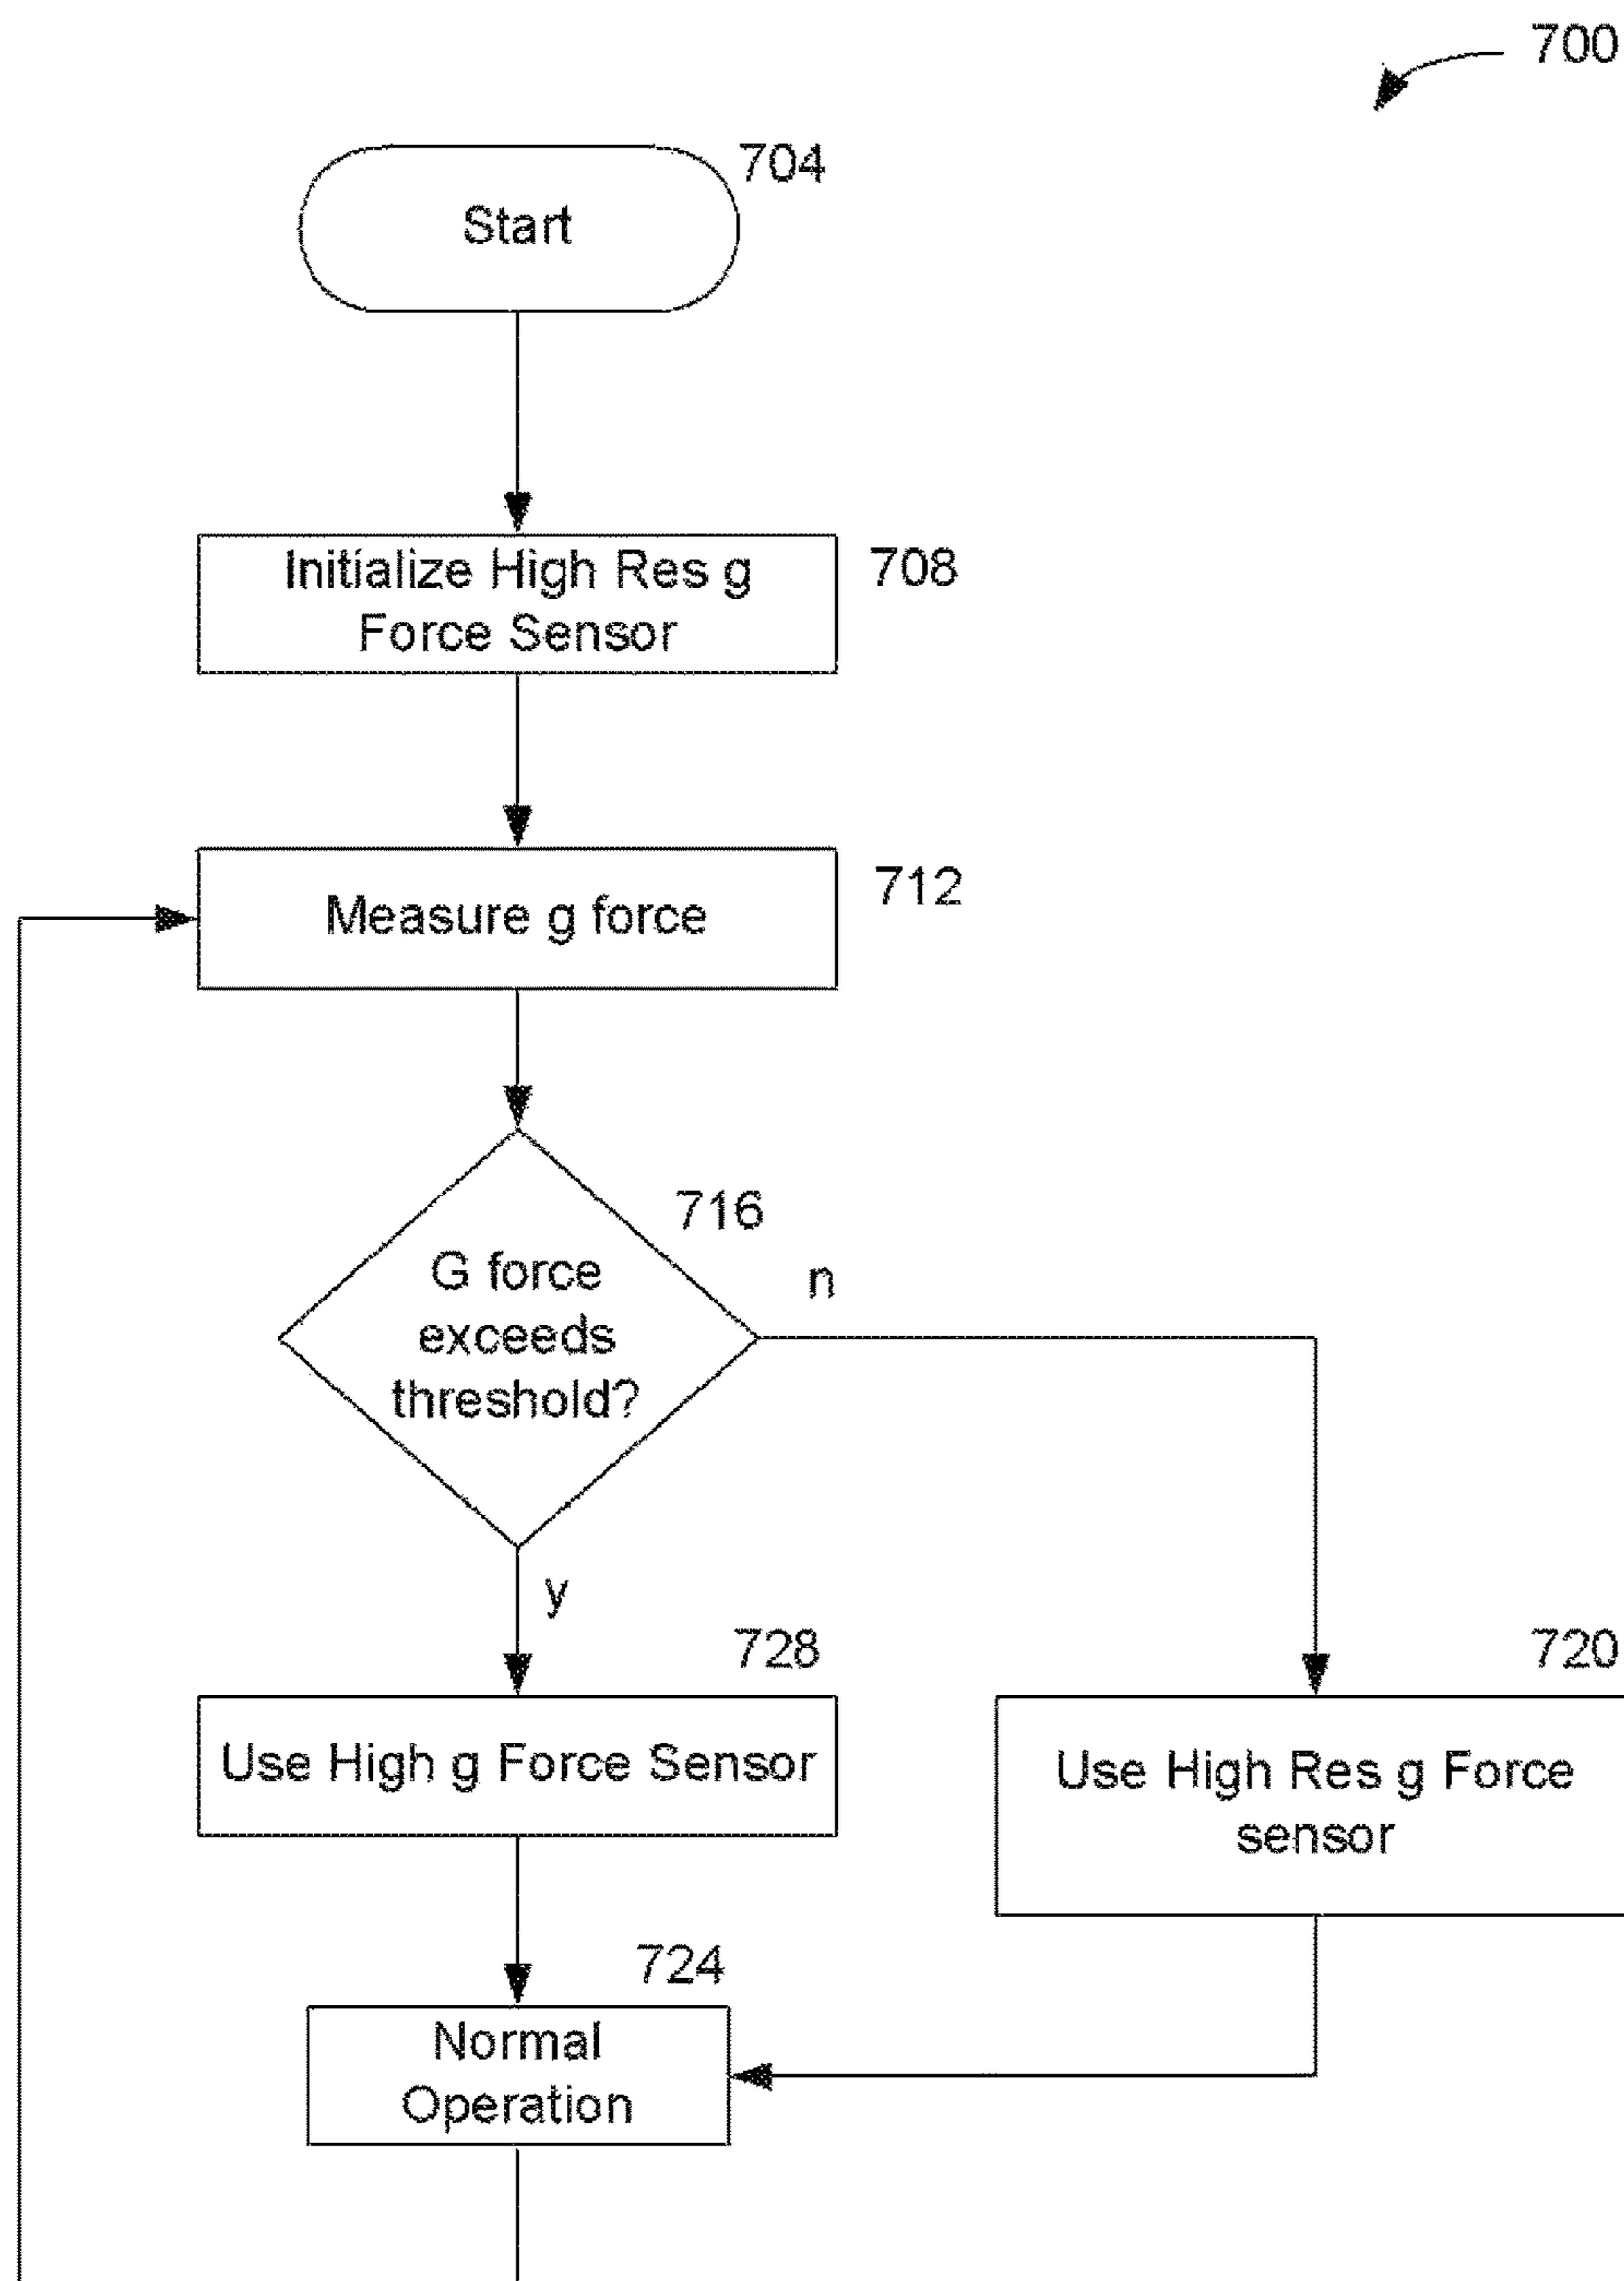 700
704
Start
Initialize High Res g
Force Sensor
708
Measure g force
712
716
G force
exceeds
threshold?
n
y
728
Use High g Force Sensor
720
Use High Res g Force
sensor
724
Normal
Operation